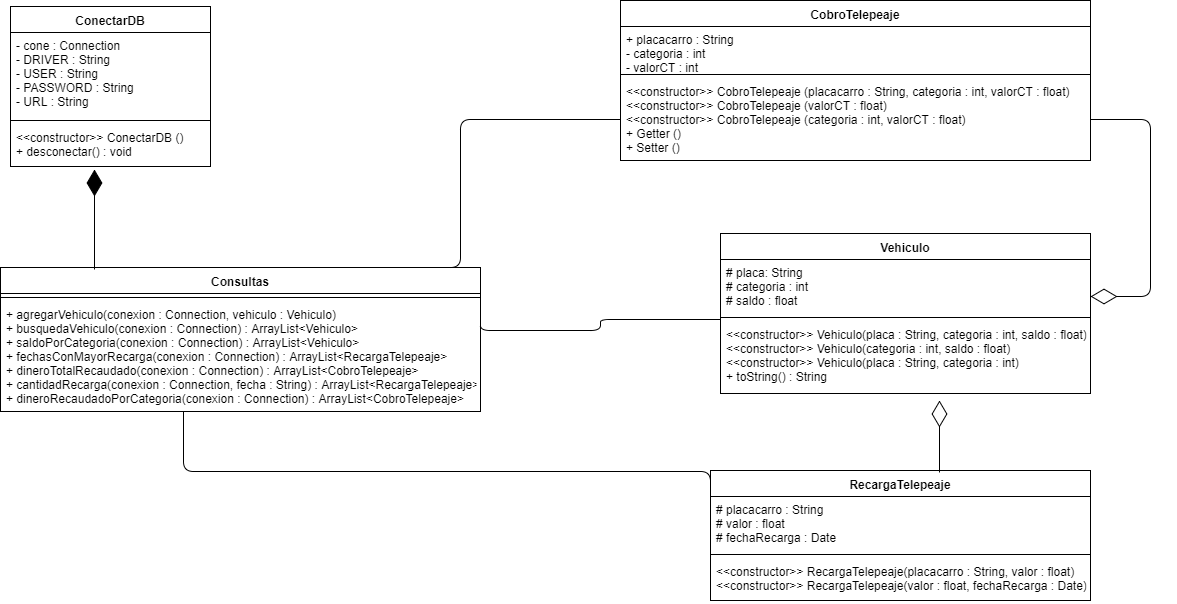 ConectarDB
- cone : Connection
- DRIVER : String
- USER : String
- PASSWORD : String
- URL : String
<<constructor>> ConectarDB ()
+ desconectar() : void
CobroTelepeaje
+ placacarro : String
- categoria : int
- valorCT : int
<<constructor>> CobroTelepeaje (placacarro : String, categoria : int, valorCT : float)
<<constructor>> CobroTelepeaje (valorCT : float)
<<constructor>> CobroTelepeaje (categoria : int, valorCT : float)
+ Getter ()
+ Setter ()
Consultas
+ agregarVehiculo(conexion : Connection, vehiculo : Vehiculo)
+ busquedaVehiculo(conexion : Connection) : ArrayList<Vehiculo>
+ saldoPorCategoria(conexion : Connection) : ArrayList<Vehiculo>
+ fechasConMayorRecarga(conexion : Connection) : ArrayList<RecargaTelepeaje>
+ dineroTotalRecaudado(conexion : Connection) : ArrayList<CobroTelepeaje>
+ cantidadRecarga(conexion : Connection, fecha : String) : ArrayList<RecargaTelepeaje>
+ dineroRecaudadoPorCategoria(conexion : Connection) : ArrayList<CobroTelepeaje>
Vehiculo
# placa: String
# categoria : int
# saldo : float
<<constructor>> Vehiculo(placa : String, categoria : int, saldo : float)
<<constructor>> Vehiculo(categoria : int, saldo : float)
<<constructor>> Vehiculo(placa : String, categoria : int)
+ toString() : String
RecargaTelepeaje
# placacarro : String
# valor : float
# fechaRecarga : Date
<<constructor>> RecargaTelepeaje(placacarro : String, valor : float)
<<constructor>> RecargaTelepeaje(valor : float, fechaRecarga : Date)